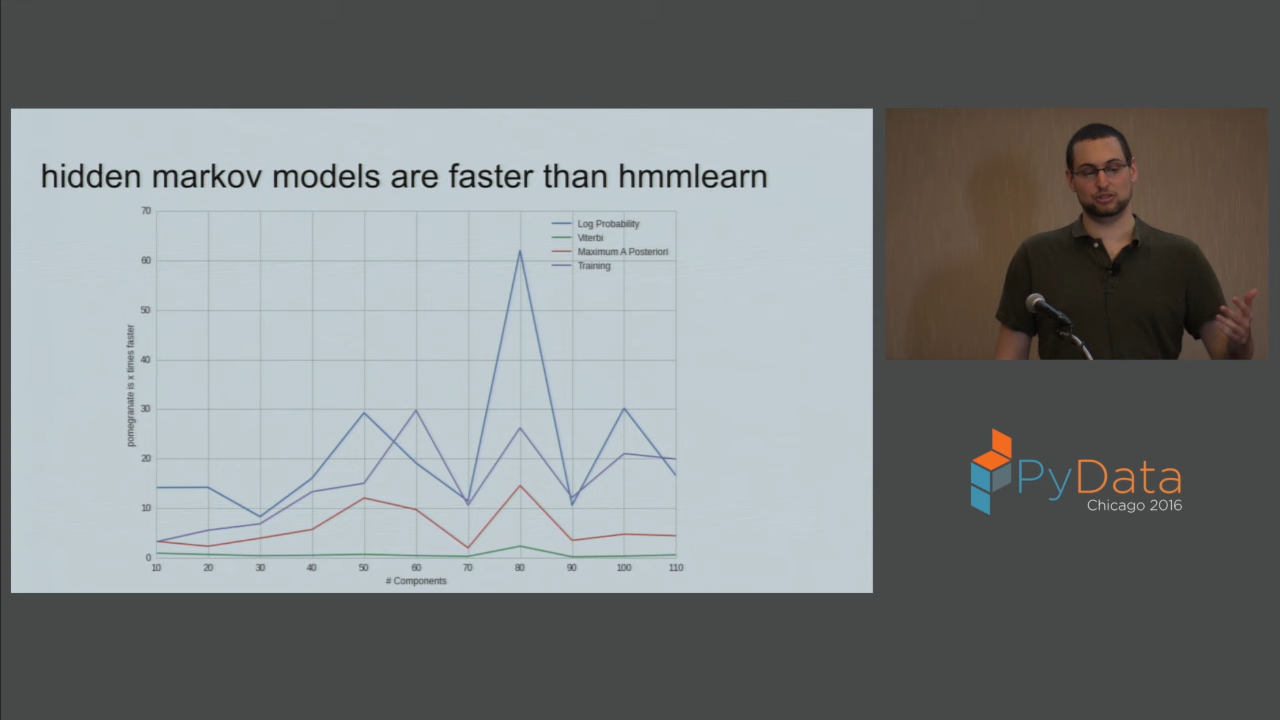 hidden markov models are faster than hmmlearn
70
60
50
40
30
20
10
0
pomegranate is x times faster
Log Probability
Viterbi
Maximum A Posteriori
Training
10 20 30 40 50 60 70 80 90 100 110
# Components
PyData
Chicago 2016